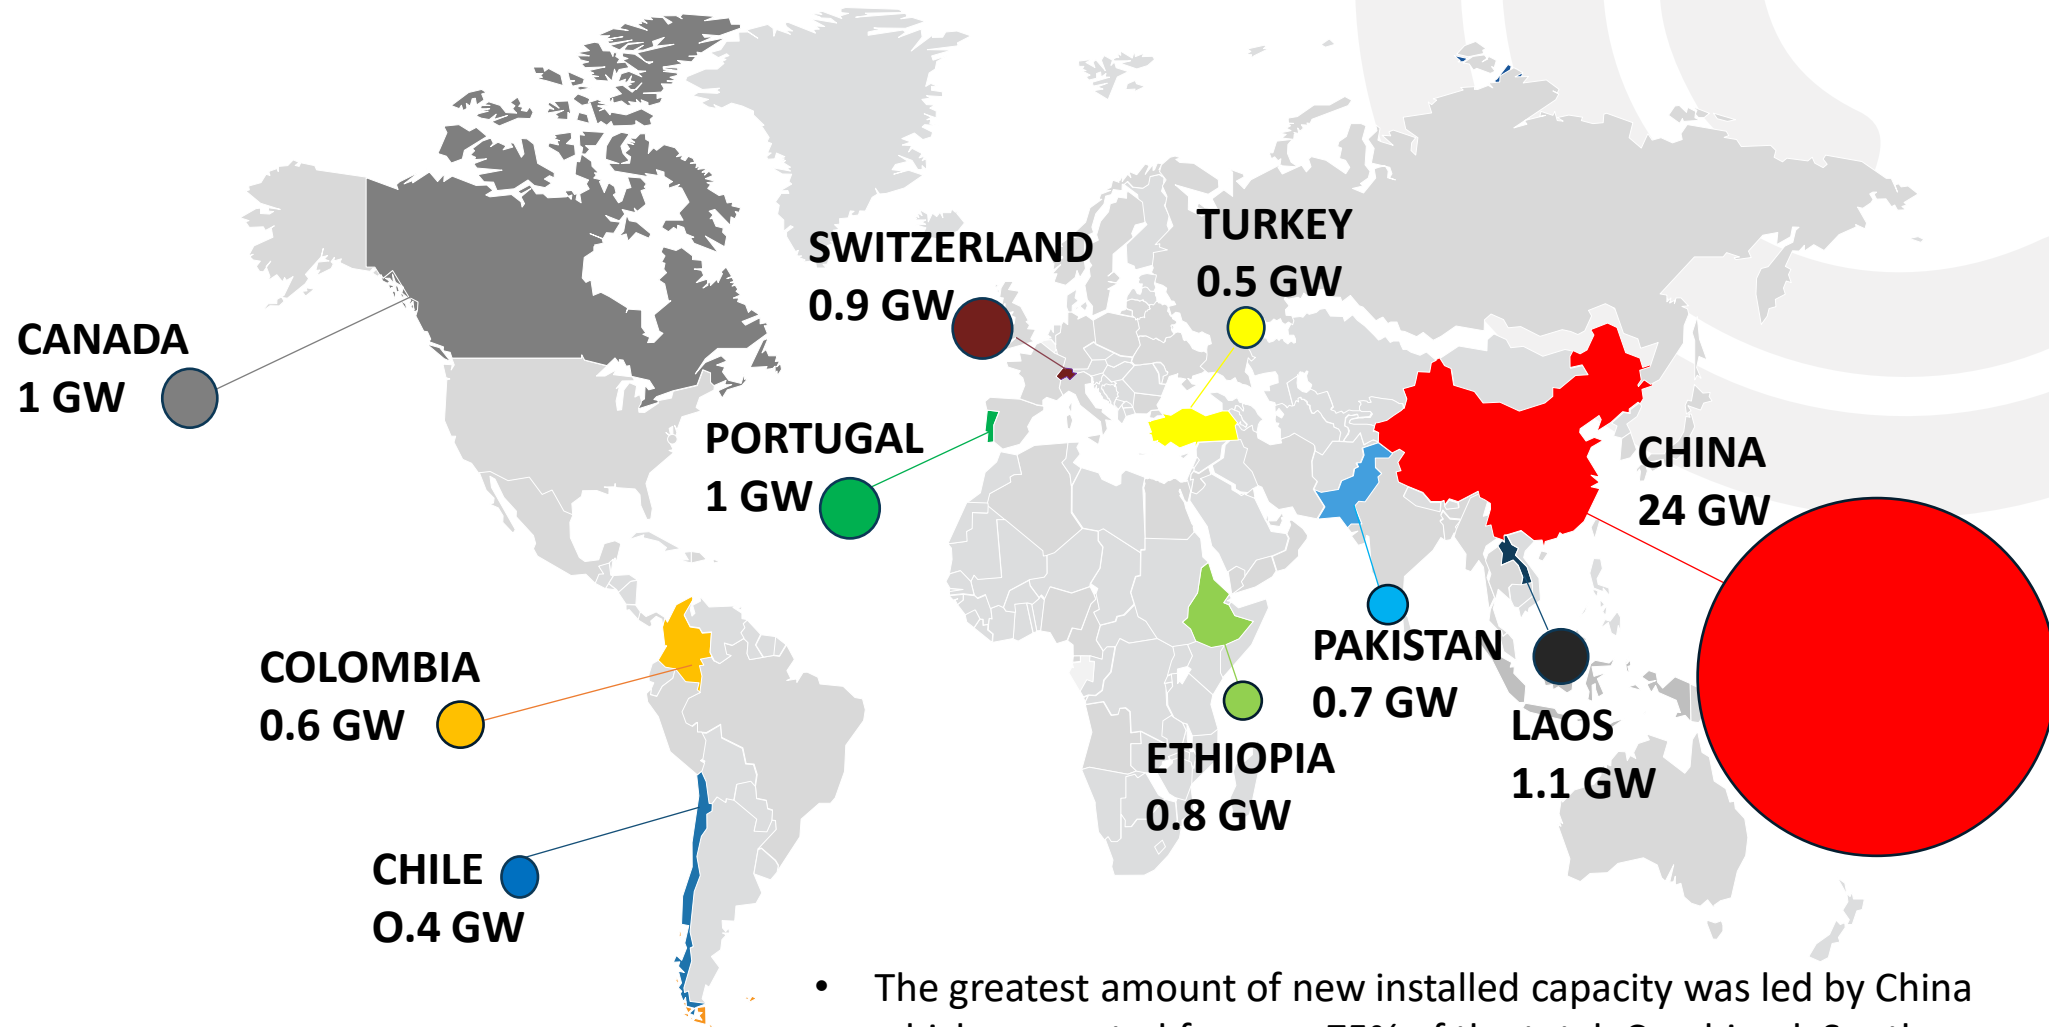 SWITZERLAND
0.9 GW
TURKEY
0.5 GW
CANADA
1 GW
PORTUGAL
1 GW
CHINA
24 GW
COLOMBIA
0.6 GW
PAKISTAN
0.7 GW
LAOS
1.1 GW
ETHIOPIA
0.8 GW
CHILE
O.4 GW
• The greatest amount of new installed capacity was led by China